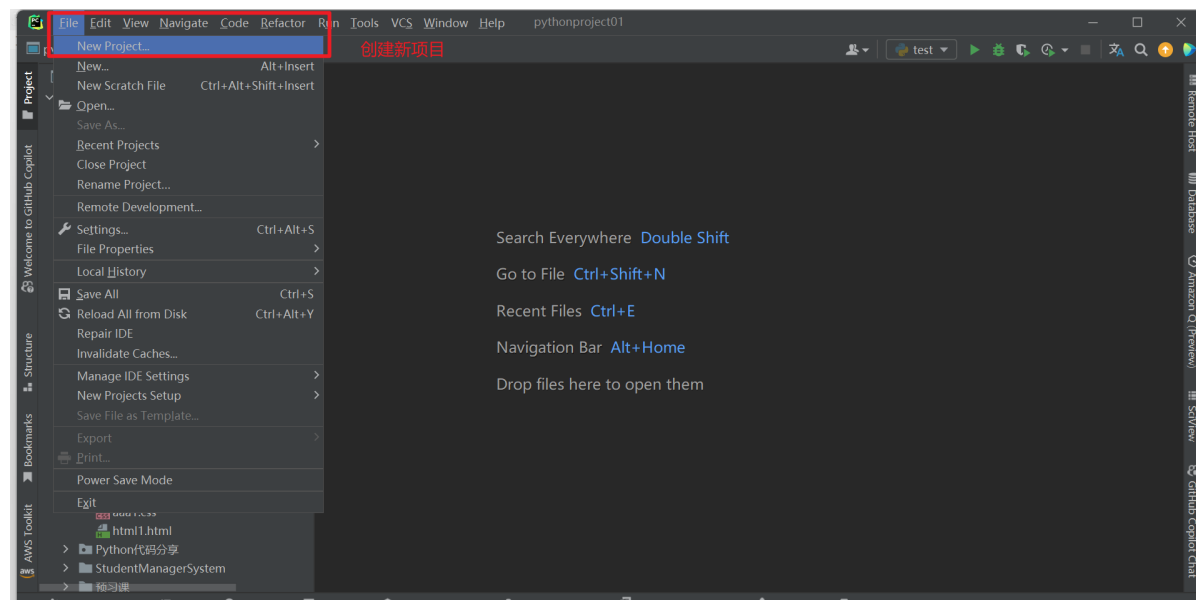 File Edit View Navigate Code Refactor Run Tools VCS Window Help pythonproject01
New Project...
创建新项目
test
New... Alt+Insert
New Scratch File Ctrl+Alt+Shift+Insert
Open...
Save As...
Recent Projects
Close Project
Rename Project...
Remote Development...
Settings... Ctrl+Alt+S
File Properties
Local History
Save All Ctrl+S
Reload All from Disk Ctrl+Alt+Y
Repair IDE
Invalidate Caches...
Manage IDE Settings
New Projects Setup
Save File as Template...
Export
Print...
Power Save Mode
Exit
html1.html
Python代码分享
StudentManagerSystem
预习课
Search Everywhere Double Shift
Go to File Ctrl+Shift+N
Recent Files Ctrl+E
Navigation Bar Alt+Home
Drop files here to open them
Project
Welcome to GitHub Copilot
Structure
Bookmarks
AWS Toolkit
aws
Remote Host
Database
Amazon Q (Preview)
SciView
GitHub Copilot Chat